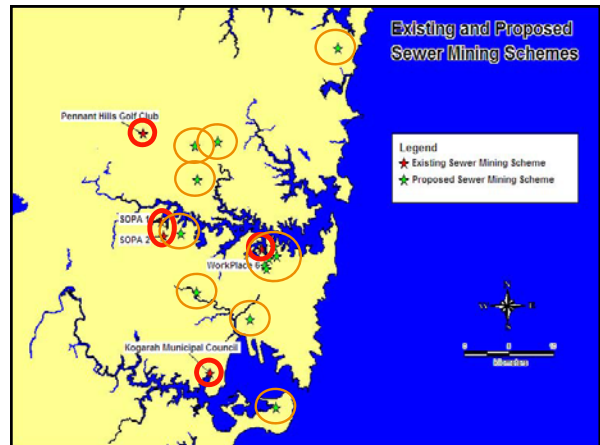 Existing and Proposed
Sewer Mining Schemes
Pennant Hills Golf Club
Legend
Existing Sewer Mining Scheme
Proposed Sewer Mining Scheme
SOPA 1
SOPA 2
WorkPlace 6
Kogarah Municipal Council
kilometres